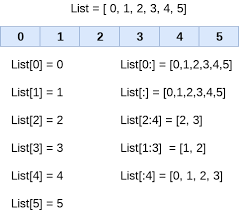 List = [ 0, 1, 2, 3, 4, 5]
0 1 2 3 4 5
List[0] = 0 List[0:] = [0,1,2,3,4,5]
List[1] = 1 List[:] = [0,1,2,3,4,5]
List[2] = 2 List[2:4] = [2, 3]
List[3] = 3 List[1:3] = [1, 2]
List[4] = 4 List[:4] = [0, 1, 2, 3]
List[5] = 5